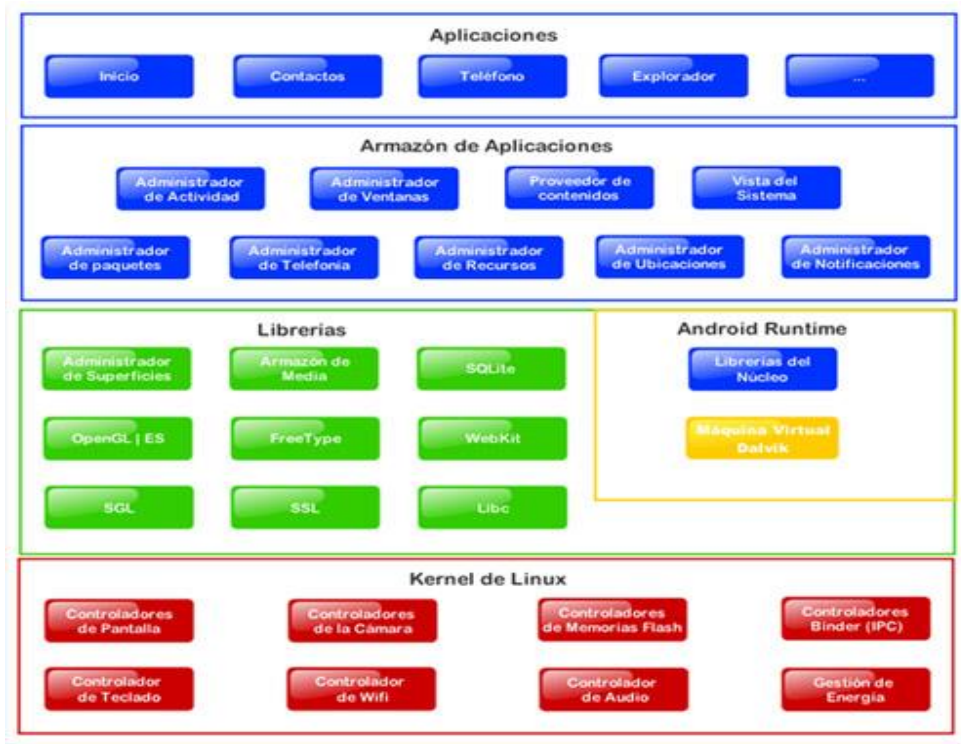 Aplicaciones
Inicio
Contactos
Teléfono
Explorador
...
Armazón de Aplicaciones
Administrador
de Actividad
Administrador
de Ventanas
Proveedor de
contenidos
Vista del
Sistema
Administrador
de paquetes
Administrador
de Telefonía
Administrador
de Recursos
Administrador
de Ubicaciones
Administrador
de Notificaciones
Librerías
Administrador
de Superficies
Armazón de
Media
SQLite
OpenGL | ES
FreeType
WebKit
SGL
SSL
Libc
Android Runtime
Librerías del
Núcleo
Máquina Virtual
Dalvik
Kernel de Linux
Controladores
de Pantalla
Controladores
de la Cámara
Controladores
de Memorias Flash
Controladores
Binder (IPC)
Controlador
de Teclado
Controlador
de Wifi
Controlador
de Audio
Gestión de
Energía